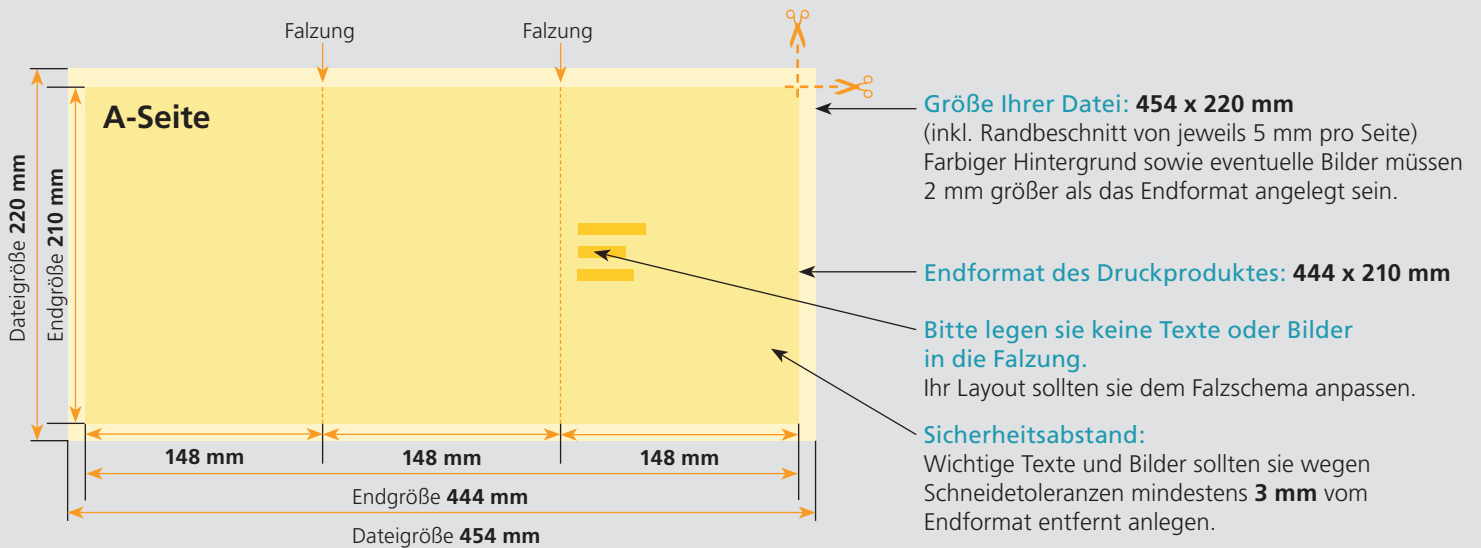 Falzung
Falzung
A-Seite
Dateigröße 220 mm
Endgröße 210 mm
148 mm
148 mm
148 mm
Endgröße 444 mm
Dateigröße 454 mm
Größe Ihrer Datei: 454 x 220 mm
(inkl. Randbeschnitt von jeweils 5 mm pro Seite)
Farbiger Hintergrund sowie eventuelle Bilder müssen
2 mm größer als das Endformat angelegt sein.
Endformat des Druckproduktes: 444 x 210 mm
Bitte legen sie keine Texte oder Bilder
in die Falzung.
Ihr Layout sollten sie dem Falzschema anpassen.
Sicherheitsabstand:
Wichtige Texte und Bilder sollten sie wegen
Schneidetoleranzen mindestens 3 mm vom
Endformat entfernt anlegen.